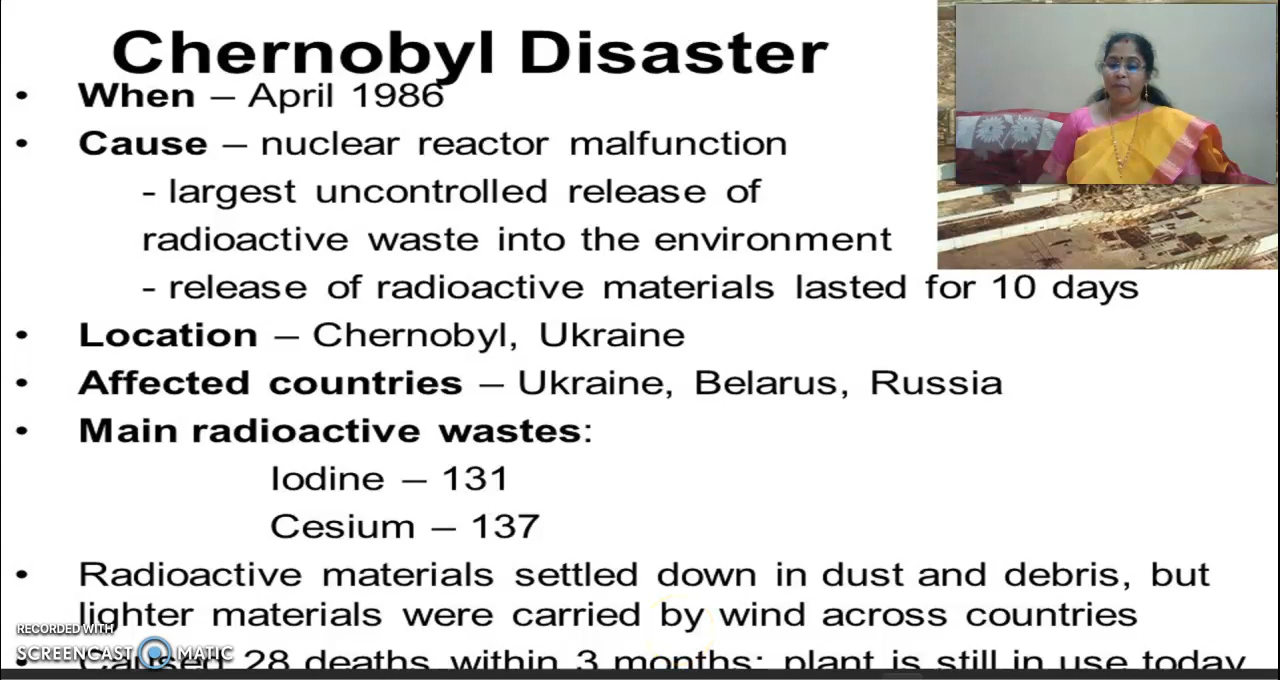 Chernobyl Disaster
• When – April 1986
• Cause – nuclear reactor malfunction
- largest uncontrolled release of
radioactive waste into the environment
- release of radioactive materials lasted for 10 days
• Location – Chernobyl, Ukraine
• Affected countries – Ukraine, Belarus, Russia
• Main radioactive wastes:
Iodine – 131
Cesium – 137
• Radioactive materials settled down in dust and debris, but
lighter materials were carried by wind across countries
• Caused 28 deaths within 3 months; plant is still in use today
RECORDED WITH
SCREENCAST MATIC